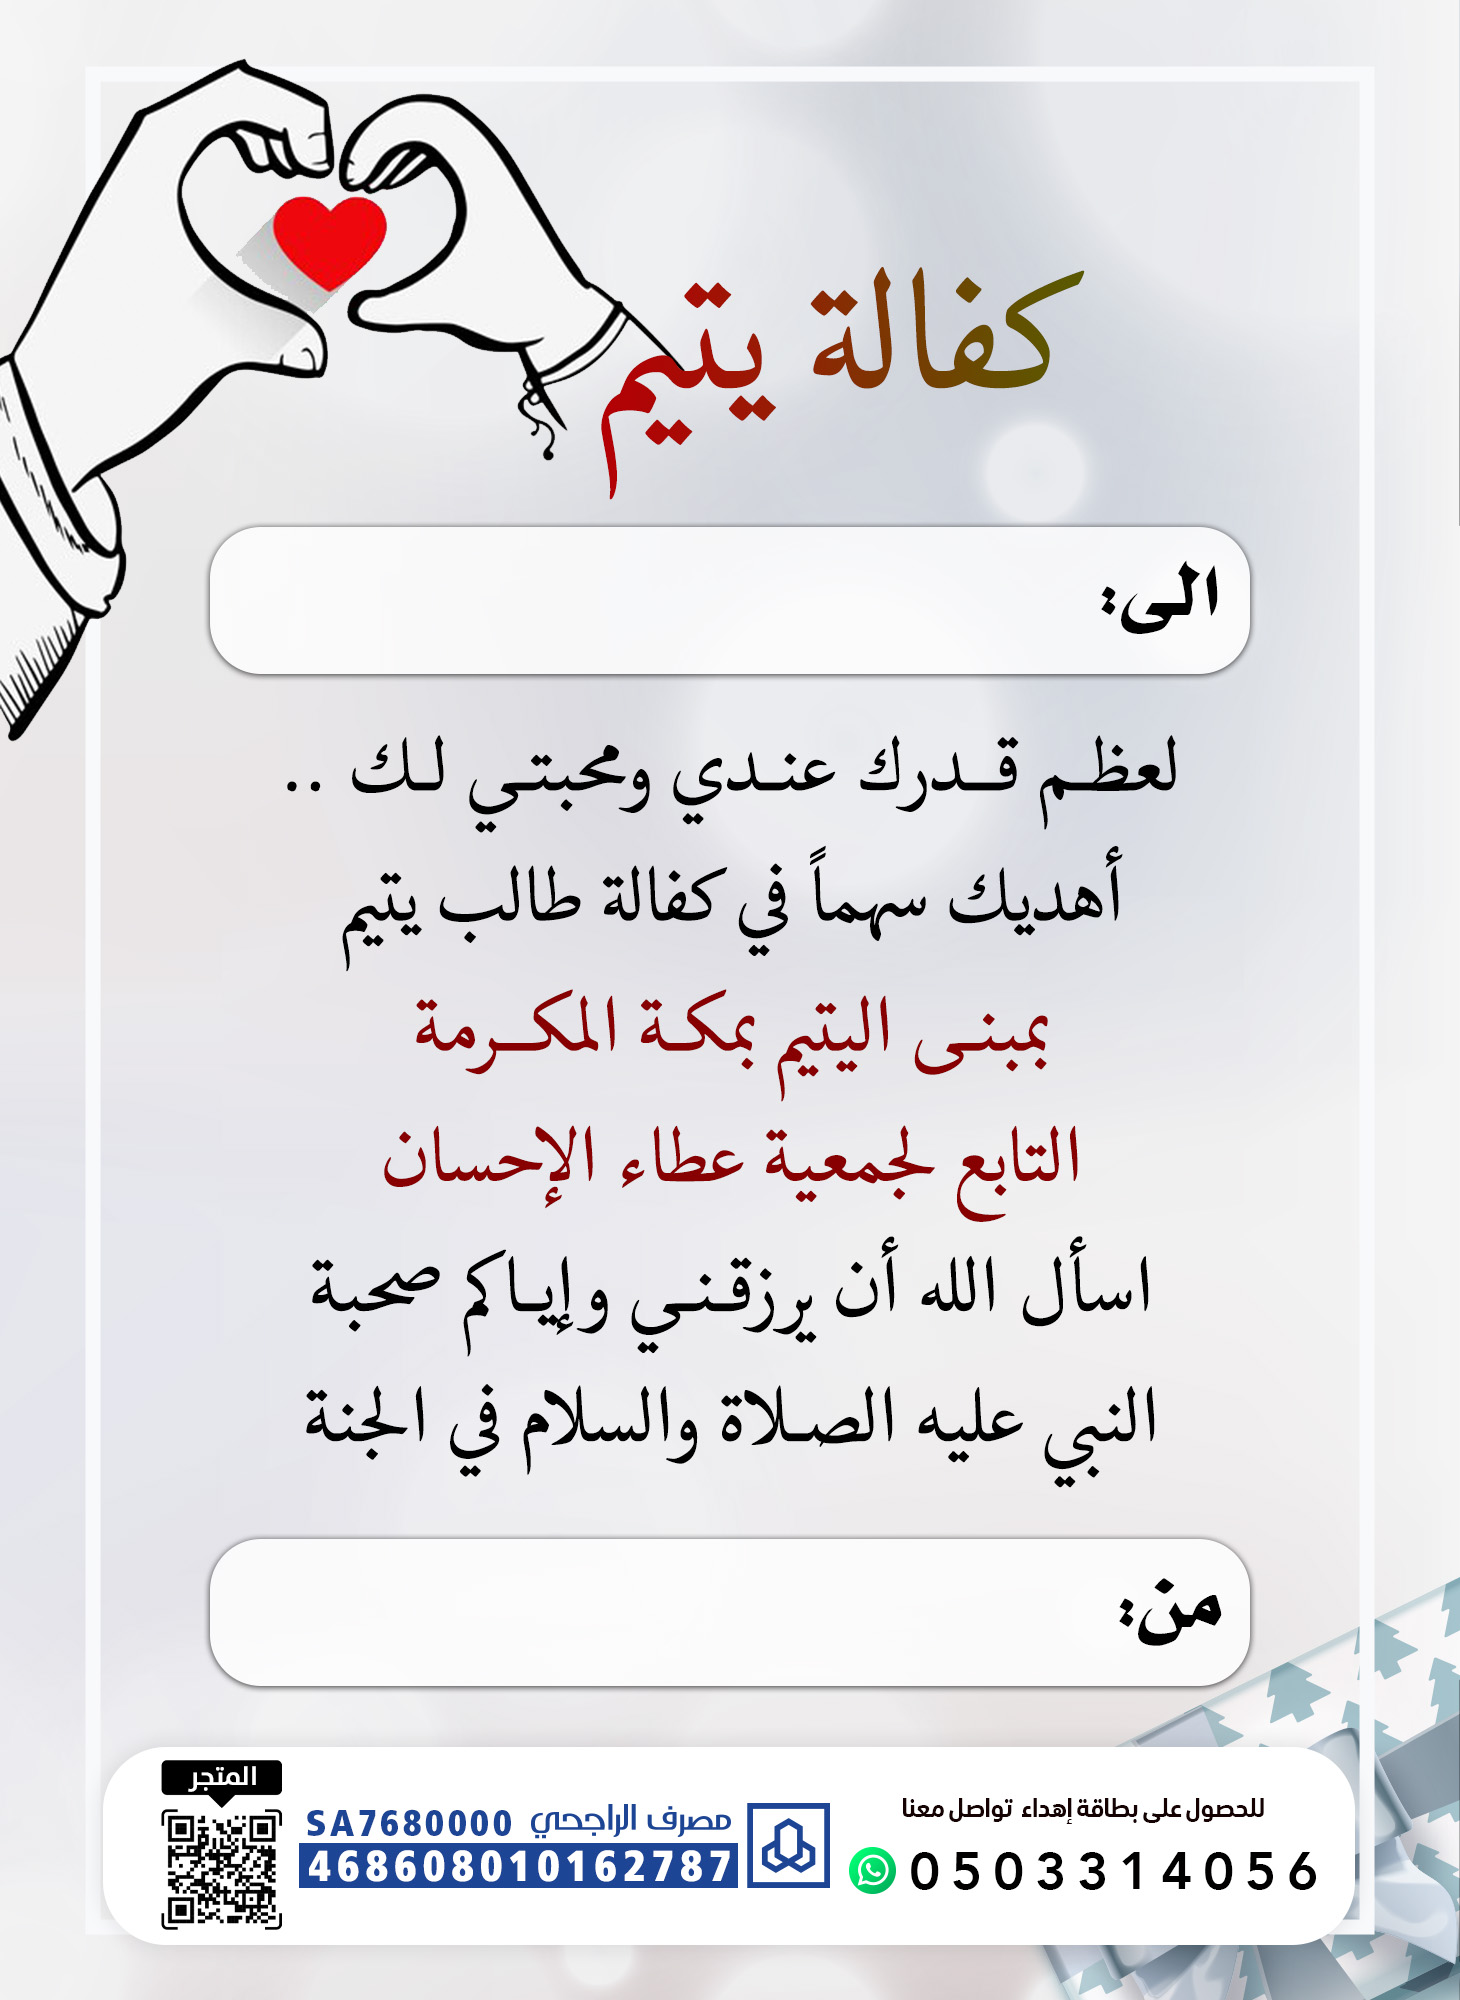 كفالة يتيم
الى:
لعظم قدرك عندي ومحبتي لك ..
أهديك سهماً في كفالة طالب يتيم
بمبنى اليتيم بمكة المكرمة
التابع لجمعية عطاء الإحسان
اسأل الله أن يرزقني وإياكم صحبة
النبي عليه الصلاة والسلام في الجنة
من:
للحصول على بطاقة إهداء تواصل معنا
0503314056
مصرف الراجحي SA7680000
468608010162787
المتجر